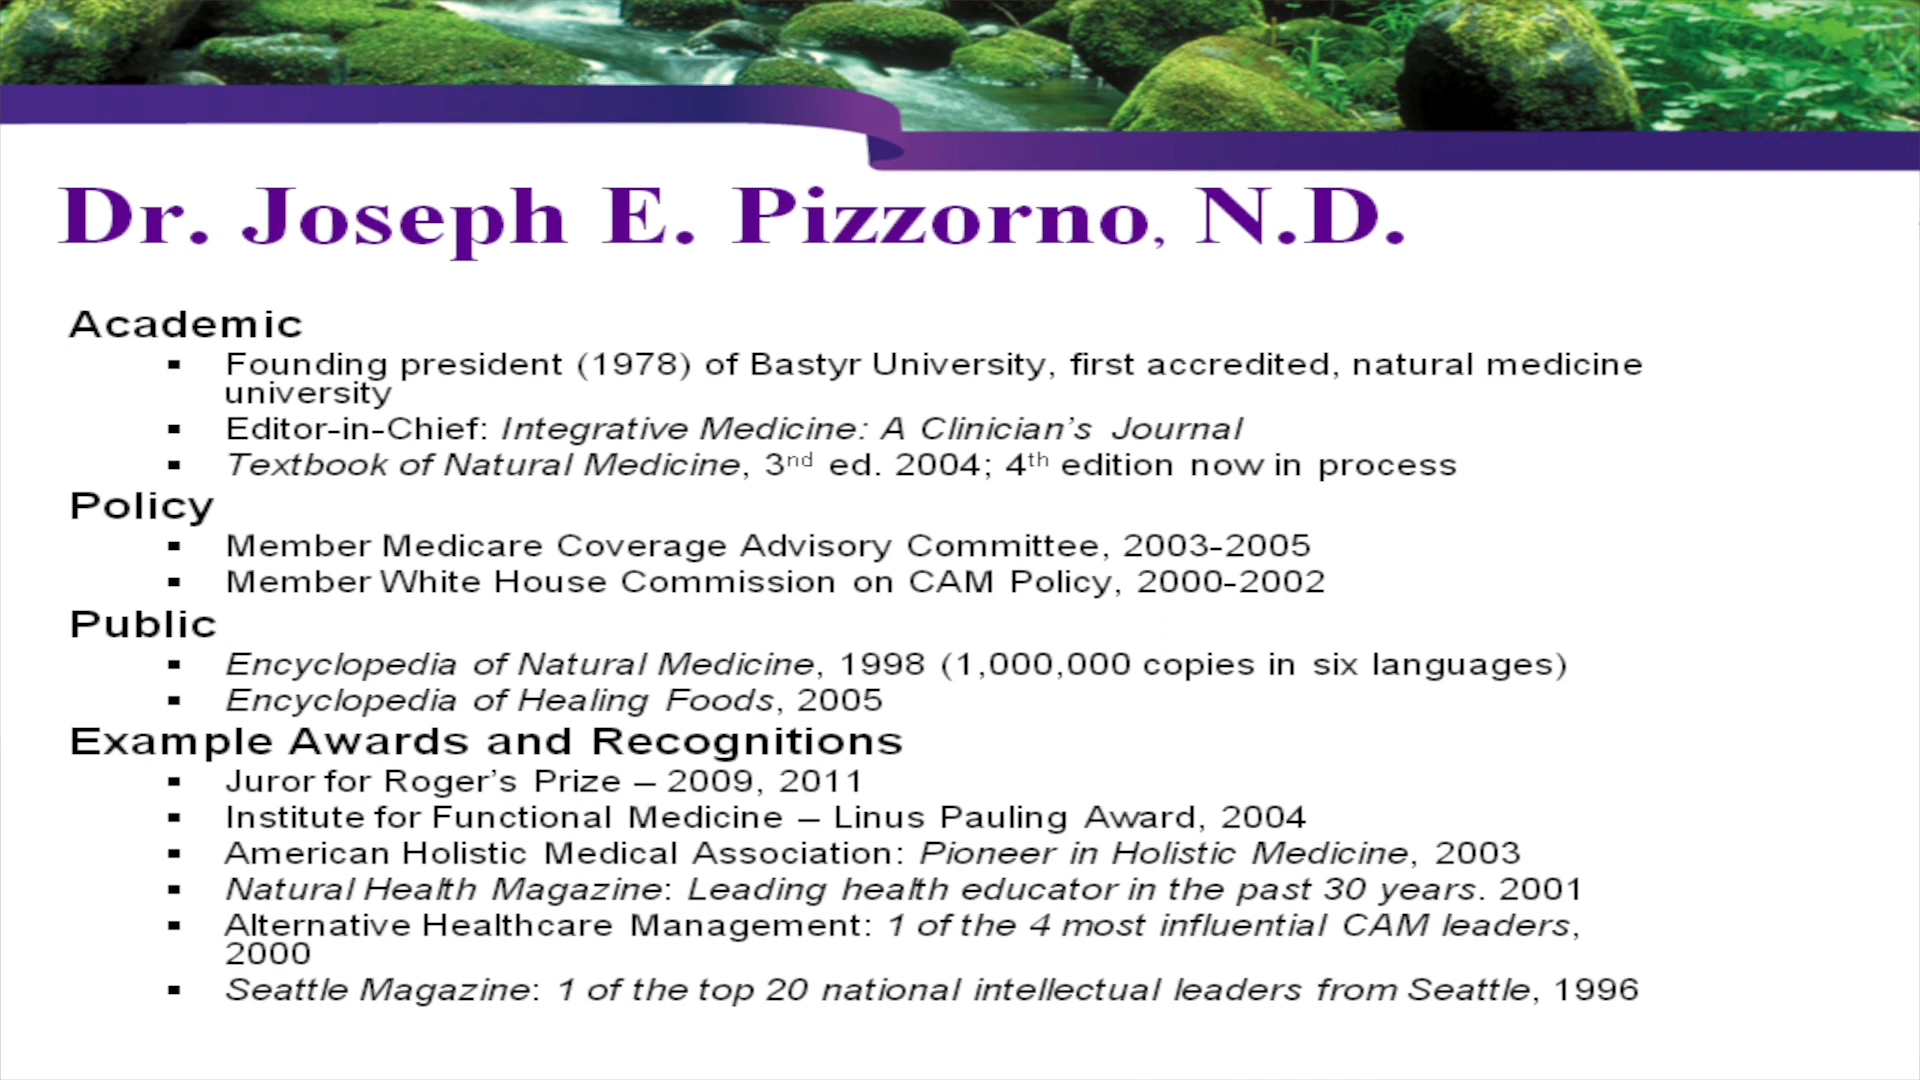 Dr. Joseph E. Pizzorno, N.D.
Academic
▪ Founding president (1978) of Bastyr University, first accredited, natural medicine
university
▪ Editor-in-Chief: Integrative Medicine: A Clinician’s Journal
▪ Textbook of Natural Medicine, 3nd ed. 2004; 4th edition now in process
Policy
▪ Member Medicare Coverage Advisory Committee, 2003-2005
▪ Member White House Commission on CAM Policy, 2000-2002
Public
▪ Encyclopedia of Natural Medicine, 1998 (1,000,000 copies in six languages)
▪ Encyclopedia of Healing Foods, 2005
Example Awards and Recognitions
▪ Juror for Roger’s Prize – 2009, 2011
▪ Institute for Functional Medicine – Linus Pauling Award, 2004
▪ American Holistic Medical Association: Pioneer in Holistic Medicine, 2003
▪ Natural Health Magazine: Leading health educator in the past 30 years. 2001
▪ Alternative Healthcare Management: 1 of the 4 most influential CAM leaders,
2000
▪ Seattle Magazine: 1 of the top 20 national intellectual leaders from Seattle, 1996